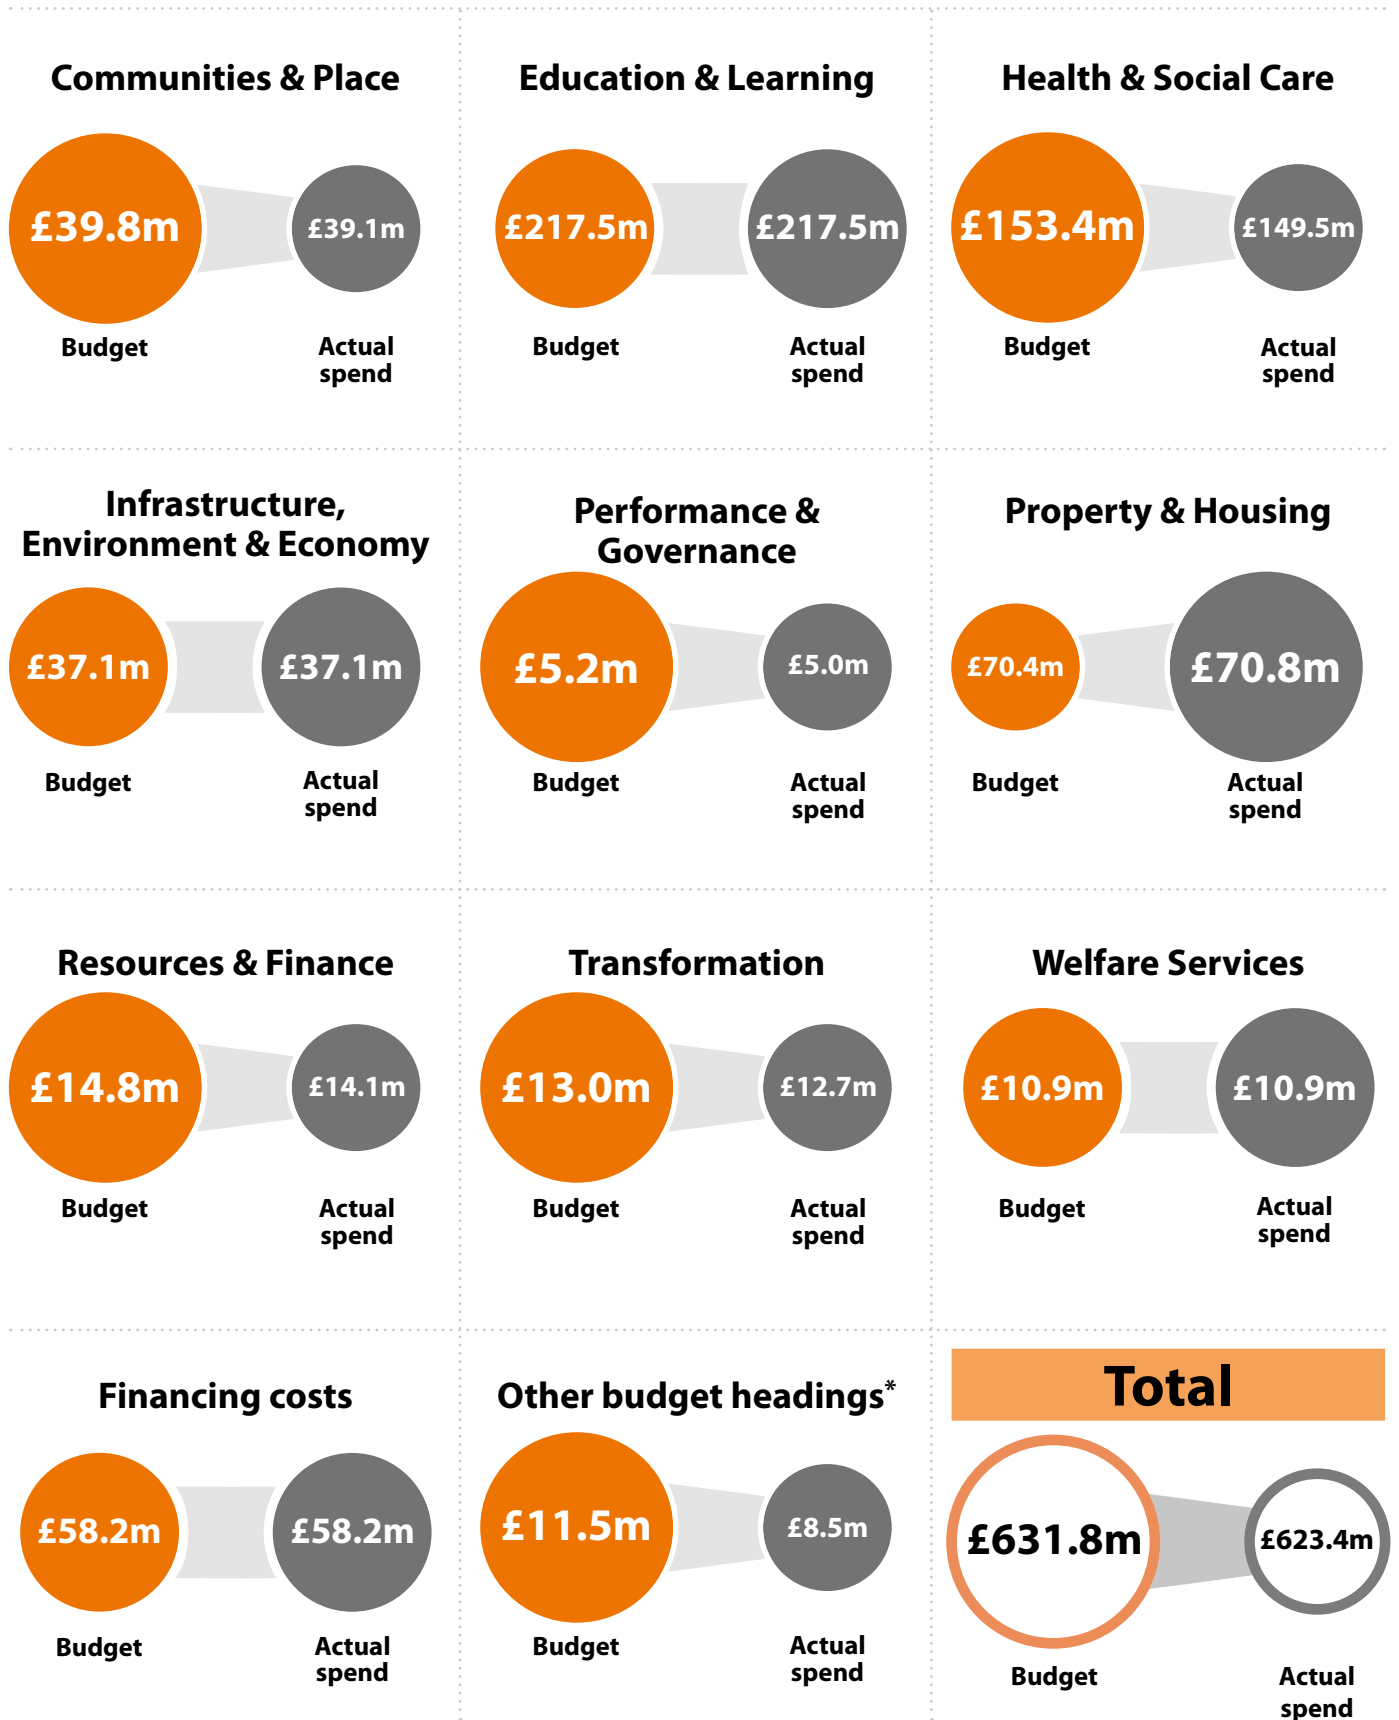 Communities & Place
£39.8m
£39.1m
Budget
Actual
spend
Education & Learning
£217.5m
£217.5m
Budget
Actual
spend
Health & Social Care
£153.4m
£149.5m
Budget
Actual
spend
Infrastructure,
Environment & Economy
£37.1m
£37.1m
Budget
Actual
spend
Performance &
Governance
£5.2m
£5.0m
Budget
Actual
spend
Property & Housing
£70.4m
£70.8m
Budget
Actual
spend
Resources & Finance
£14.8m
£14.1m
Budget
Actual
spend
Transformation
£13.0m
£12.7m
Budget
Actual
spend
Welfare Services
£10.9m
£10.9m
Budget
Actual
spend
Financing costs
£58.2m
£58.2m
Budget
Actual
spend
Other budget headings*
£11.5m
£8.5m
Budget
Actual
spend
Total
£631.8m
£623.4m
Budget
Actual
spend